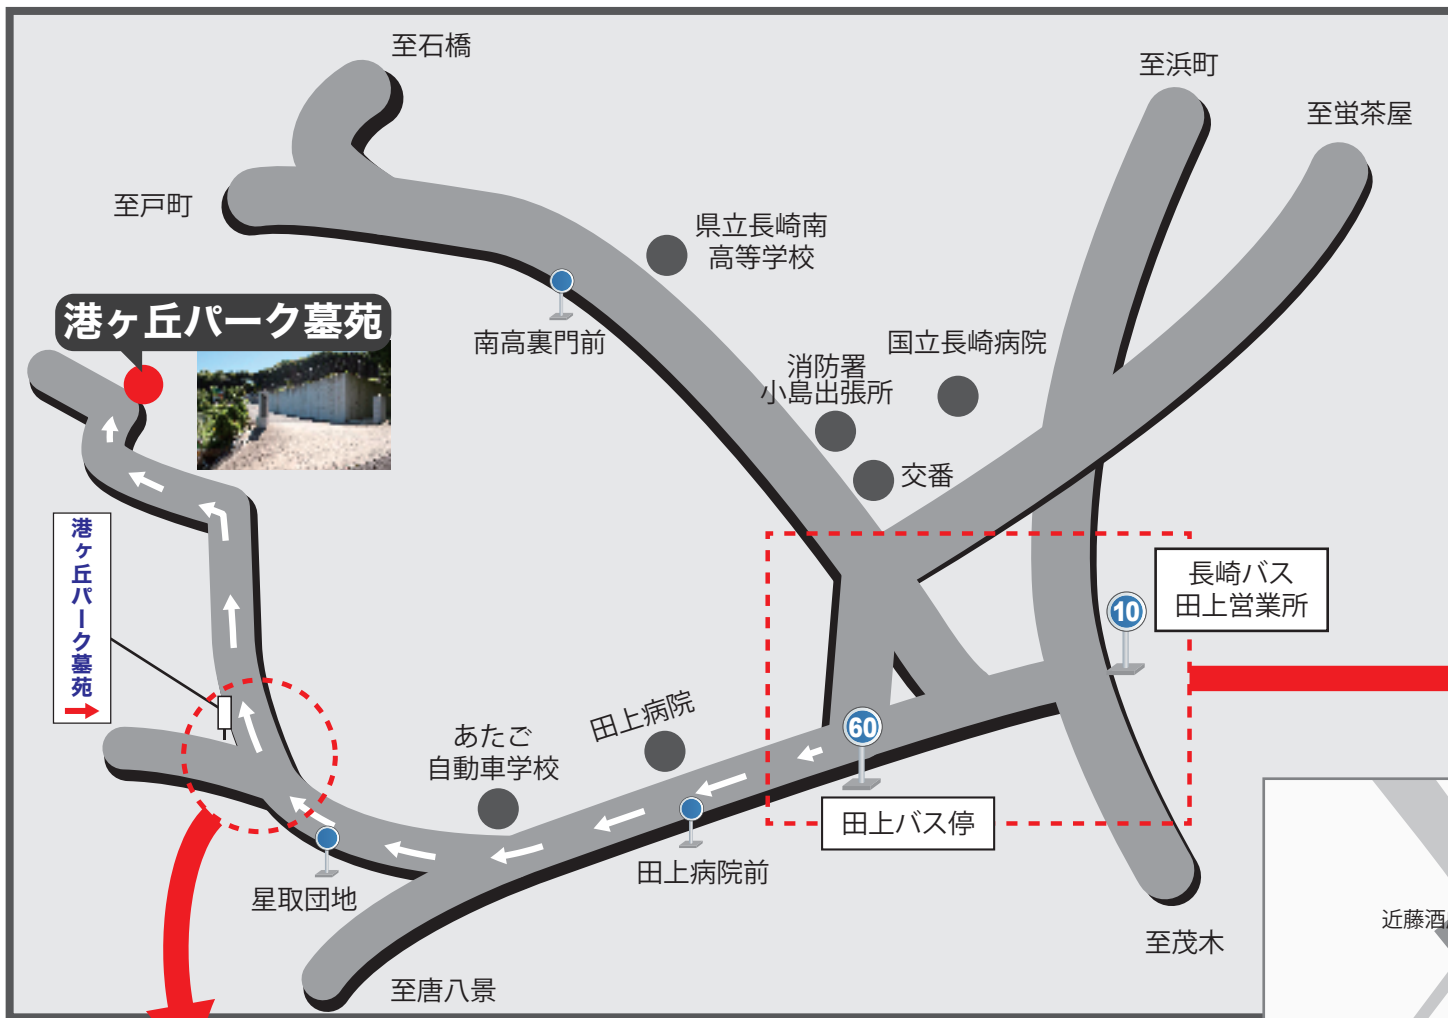 至石橋
至浜町
至蛍茶屋
至戸町
県立長崎南
高等学校
港ヶ丘パーク墓苑
南高裏門前
国立長崎病院
消防署
小島出張所
交番
港ヶ丘パーク墓苑
長崎バス
田上営業所
10
60
田上病院
あたご
自動車学校
田上バス停
田上病院前
星取団地
近藤酒
至茂木
至唐八景